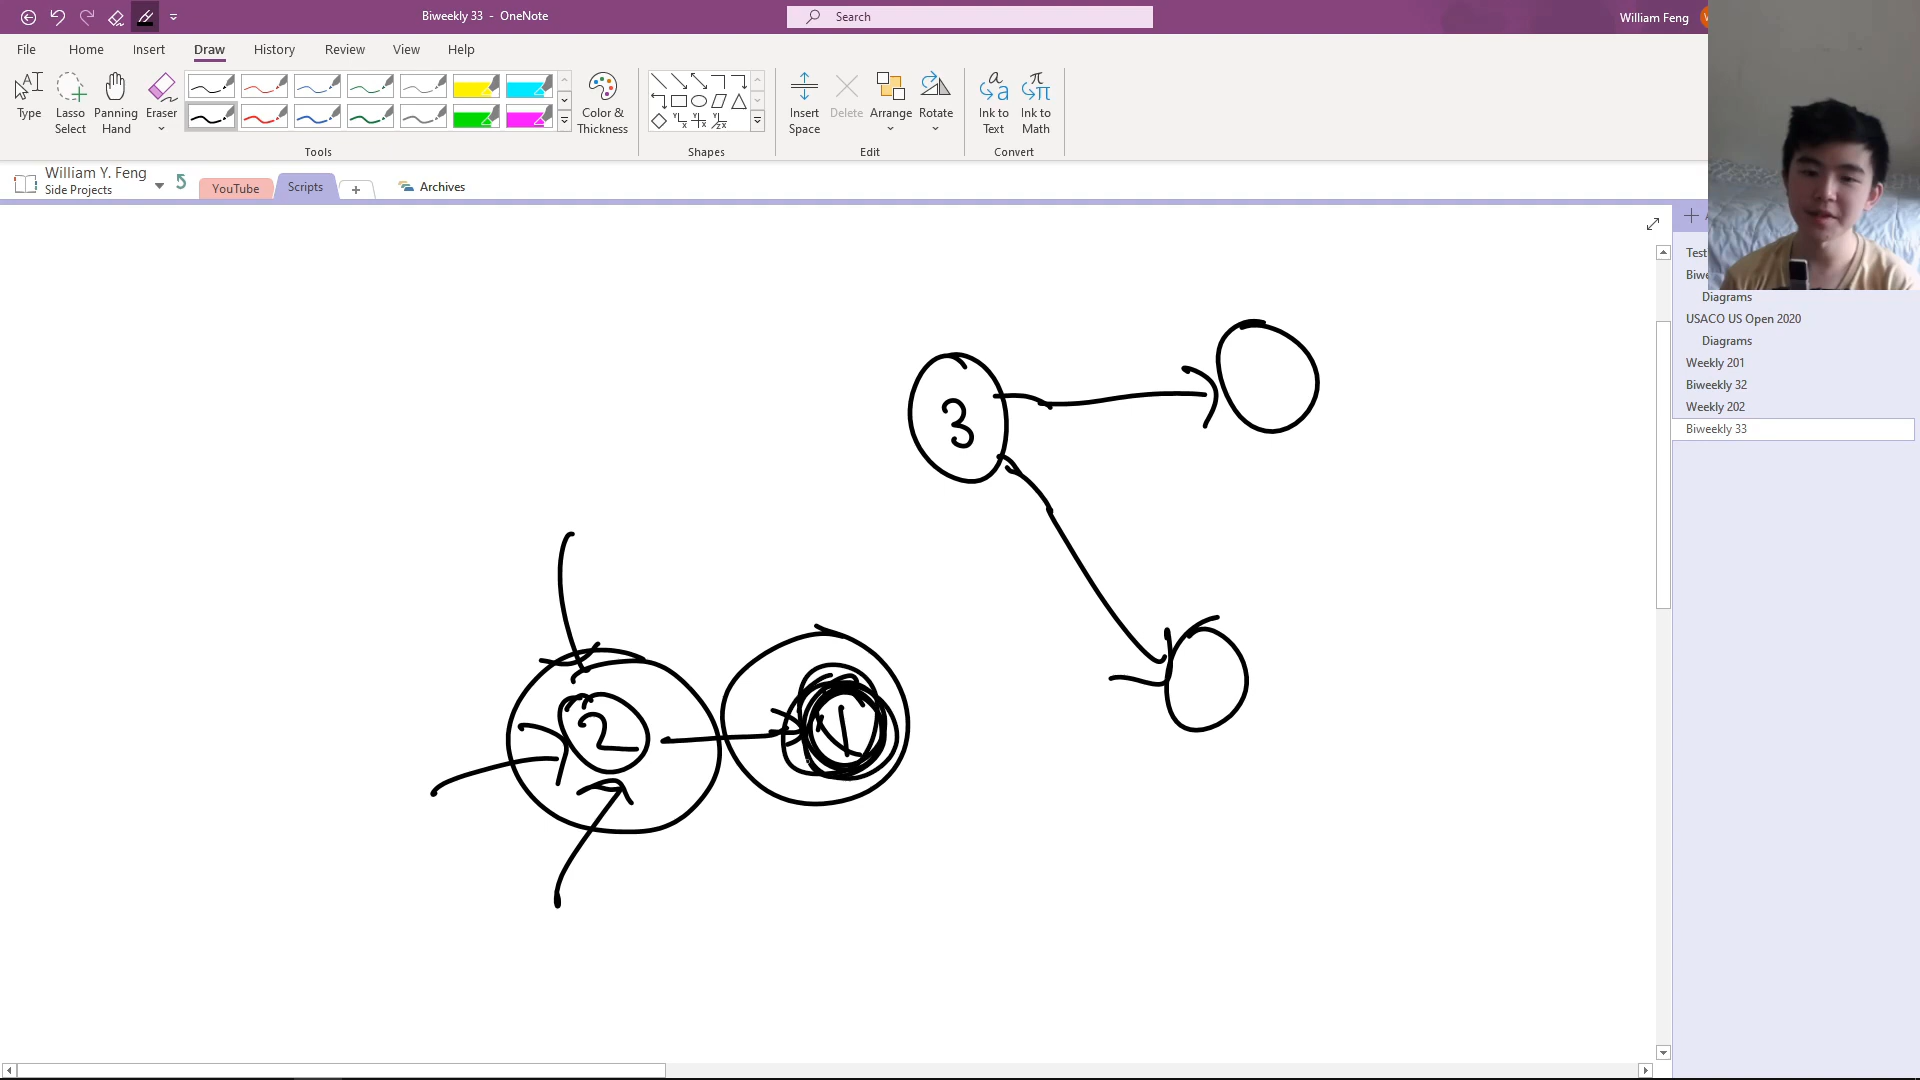 Biweekly 33 - OneNote
Search
William Feng
File Home Insert Draw History Review View Help
Type
Lasso Select
Panning Hand
Eraser
Color & Thickness
Insert Space
Delete
Arrange
Rotate
Ink to Text
Ink to Math
Tools
Shapes
Edit
Convert
William Y. Feng
Side Projects
YouTube
Scripts
Archives
Test
Diagrams
USACO US Open 2020
Diagrams
Weekly 201
Biweekly 32
Weekly 202
Biweekly 33
3
2
1